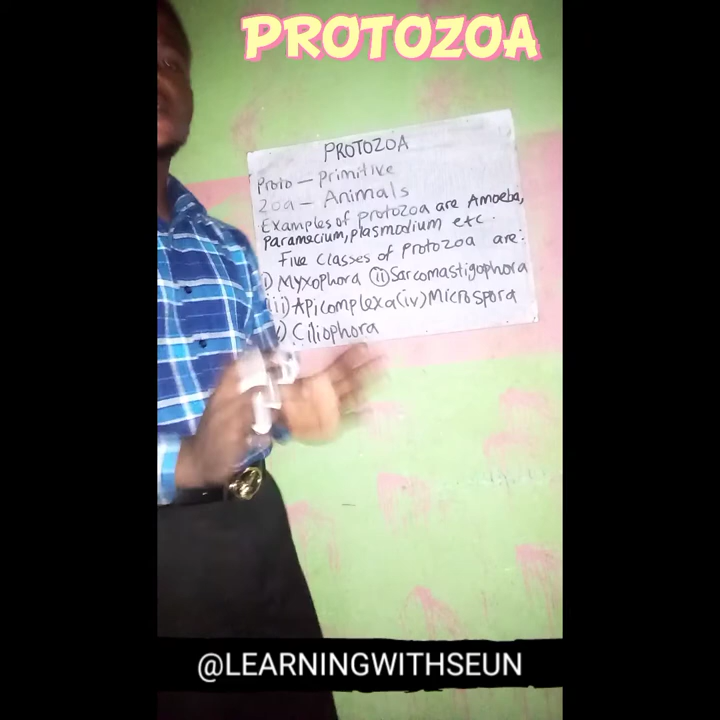 PROTOZOA
PROTOZOA
Proto — Primitive
Zoa — Animals
Examples of protozoa are Amoeba,
Paramecium, plasmodium etc.
Five classes of Protozoa are:
i) Myxophora (ii) Sarcomastigophora
iii) Apicomplexa (iv) Microspora
v) Ciliophora
@LEARNINGWITHSEUN